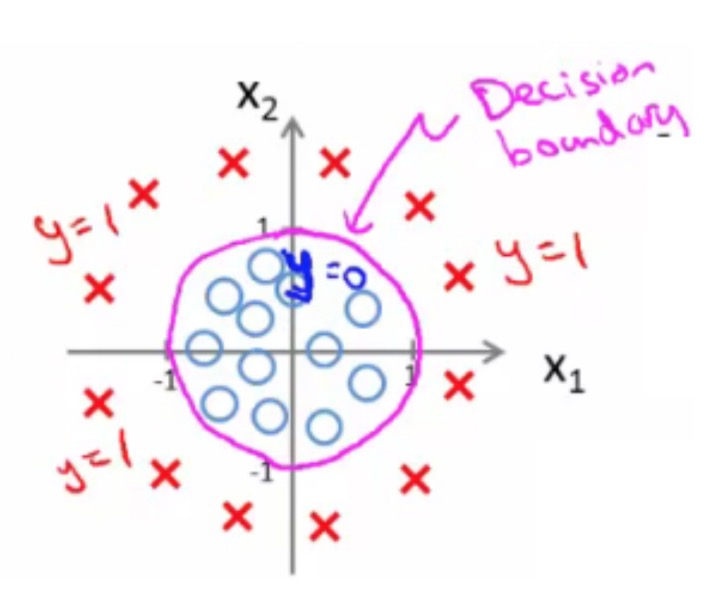 x₂
Decision
boundary
y=1
1
y=0
y=1
-1
1
x₁
y=1
-1